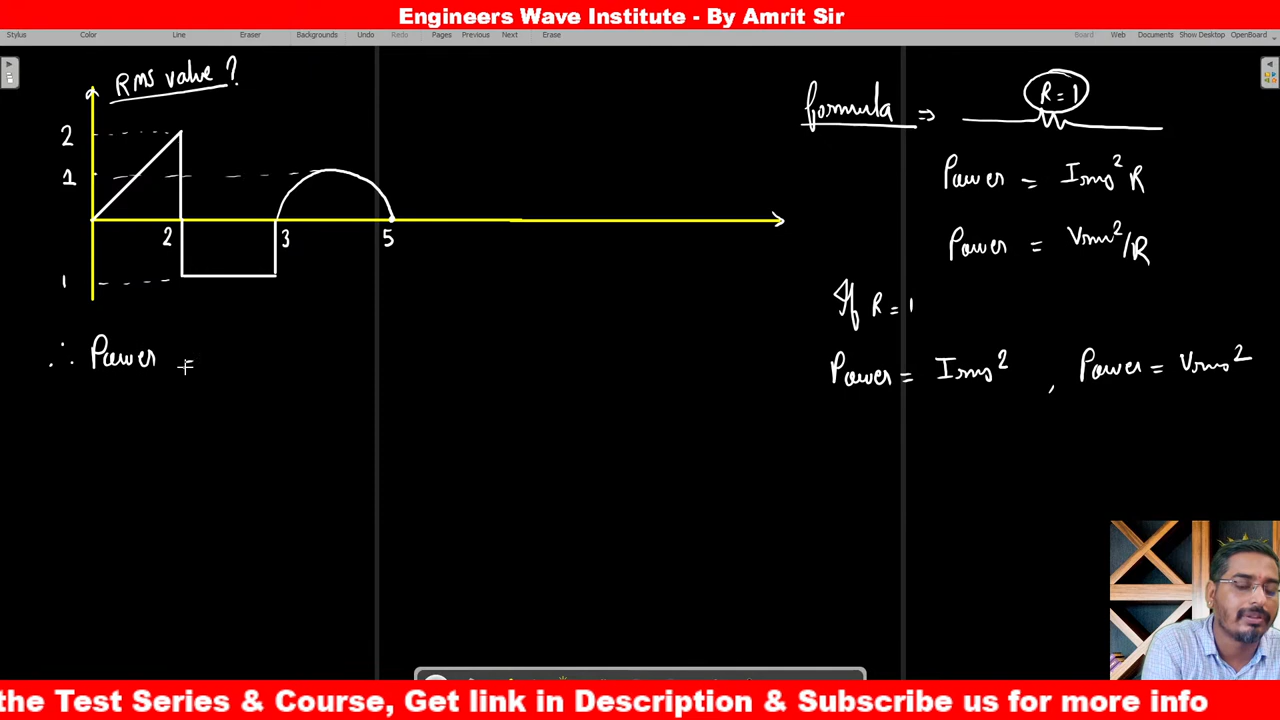 Engineers Wave Institute - By Amrit Sir
Stylus Color Line Eraser Backgrounds Undo Redo Pages Previous Next Erase Board Web Documents Show Desktop OpenBoard
RMS value ?
2
1
2 3 5
1
∴ Power =
formula ⇒ R = 1
Power = Irms² R
Power = Vrms²/R
If R = 1
Power = Irms² , Power = Vrms²
the Test Series & Course, Get link in Description & Subscribe us for more info